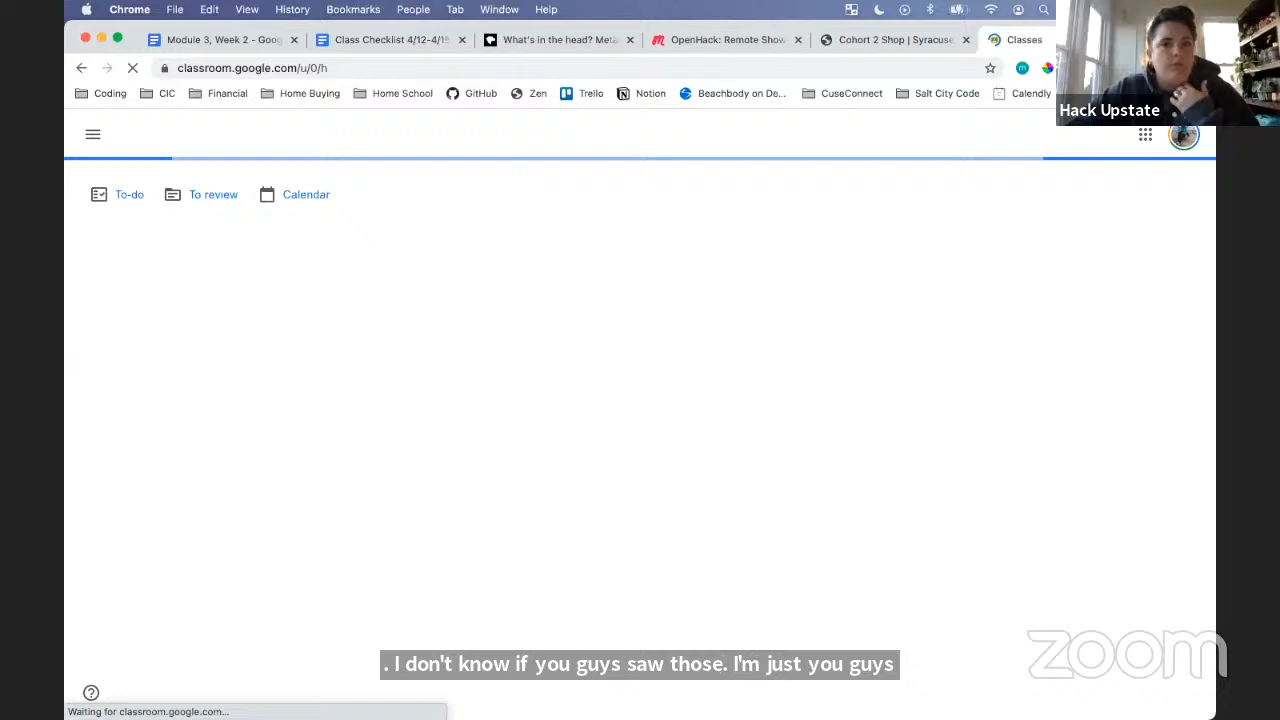 Chrome File Edit View History Bookmarks People Tab Window Help
Module 3, Week 2 - Goog Class Checklist 4/12-4/15 What's in the head? Meta OpenHack: Remote Show Cohort 2 Shop | Syracuse Classes
classroom.google.com/u/0/h
Coding CIC Financial Home Buying Home School GitHub Zen Trello Notion Beachbody on De... CuseConnect Salt City Code Calendly
Hack Upstate
To-do To review Calendar
. I don't know if you guys saw those. I'm just you guys
zoom
Waiting for classroom.google.com...